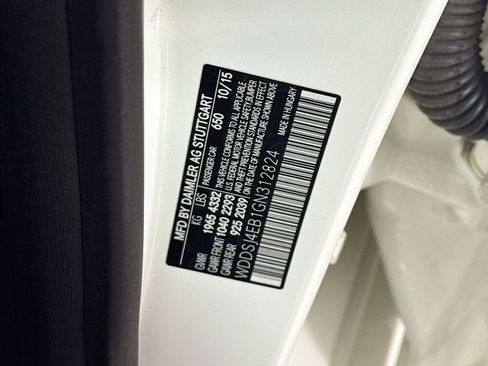 MFD BY DAIMLER AG STUTTGART
KG LBS PASSENGER CAR 650 10/15
GVWR 1965 4332 THIS VEHICLE CONFORMS TO ALL APPLICABLE
GAWR FRONT 1040 2293 U.S. FEDERAL MOTOR VEHICLE SAFETY, BUMPER
GAWR REAR 925 2039 AND THEFT PREVENTION STANDARDS IN EFFECT
ON THE DATE OF MANUFACTURE SHOWN ABOVE.
WDDSJ4EB1GN312824 MADE IN HUNGARY